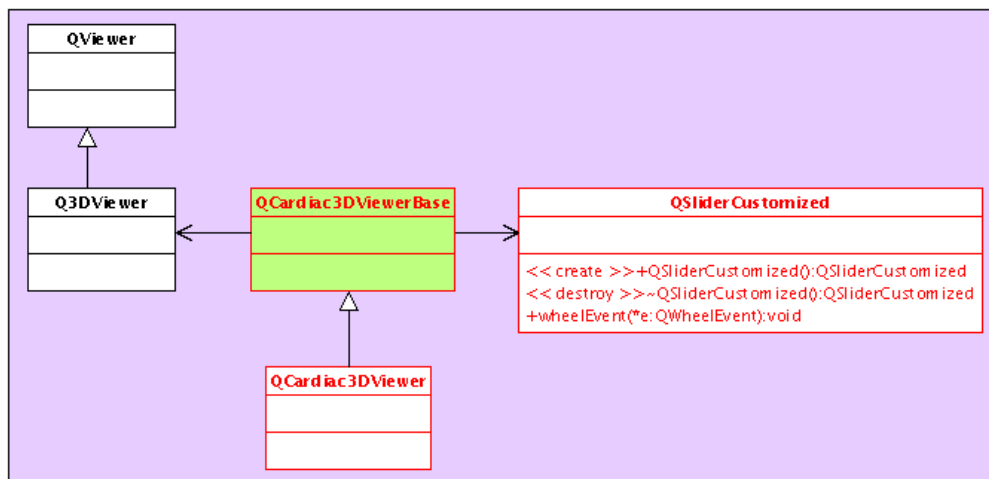 QViewer
Q3DViewer
QCardiac3DViewerBase
QSliderCustomized
<< create >>+QSliderCustomized():QSliderCustomized
<< destroy >>~QSliderCustomized():QSliderCustomized
+wheelEvent(*e:QWheelEvent):void
QCardiac3DViewer